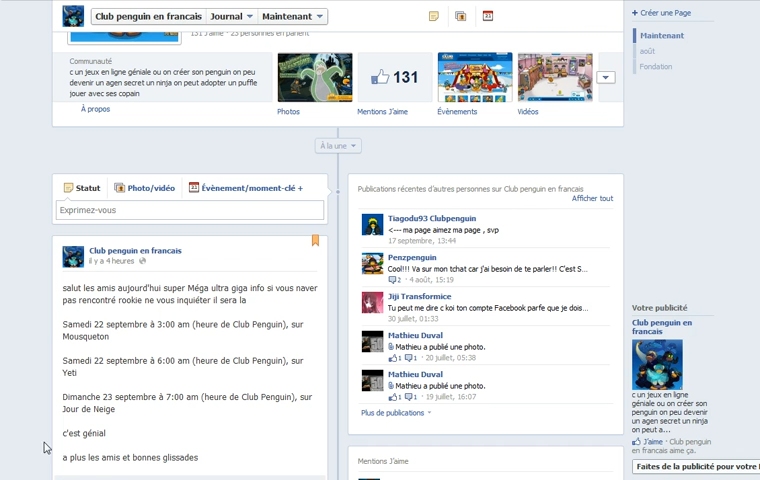 Club penguin en francais
Journal
Maintenant
131 J'aime · 23 personnes en parlent
Communauté
c un jeux en ligne géniale ou on créer son penguin on peu
devenir un agen secret un ninja on peut adopter un puffle
jouer avec ses copain
À propos
131
Photos
Mentions J'aime
Évènements
Vidéos
À la une
Statut
Photo/vidéo
Évènement/moment-clé +
Exprimez-vous
Club penguin en francais
il y a 4 heures
salut les amis aujourd'hui super Méga ultra giga info si vous naver
pas rencontré rookie ne vous inquiéter il sera la
Samedi 22 septembre à 3:00 am (heure de Club Penguin), sur
Mousqueton
Samedi 22 septembre à 6:00 am (heure de Club Penguin), sur
Yeti
Dimanche 23 septembre à 7:00 am (heure de Club Penguin), sur
Jour de Neige
c'est génial
a plus les amis et bonnes glissades
Publications récentes d'autres personnes sur Club penguin en francais
Afficher tout
Tiagodu93 Clubpenguin
<--- ma page aimez ma page , svp
17 septembre, 13:44
Penzpenguin
Cool!!! Va sur mon tchat car j'ai besoin de te parler!! C'est S...
2 · 4 août, 15:19
Jiji Transformice
Tu peut me dire c koi ton compte Facebook parfe que je dois...
30 juillet, 01:33
Mathieu Duval
Mathieu a publié une photo.
1 1 · 20 juillet, 05:38
Mathieu Duval
Mathieu a publié une photo.
1 1 · 19 juillet, 16:07
Plus de publications
Mentions J'aime
+ Créer une Page
Maintenant
août
Fondation
Votre publicité
Club penguin en
francais
c un jeux en ligne
géniale ou on créer son
penguin on peu devenir
un agen secret un ninja
on peut a...
J'aime · Club penguin
en francais aime ça.
Faites de la publicité pour votre